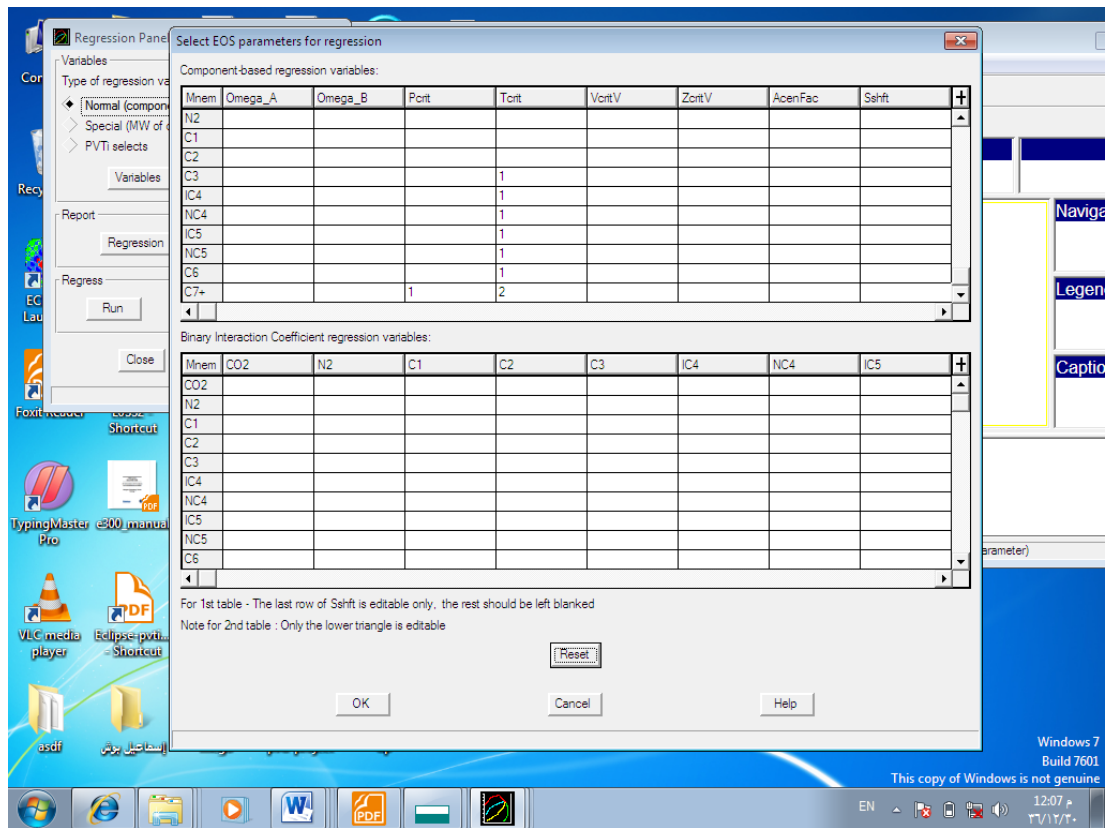 Regression Pane
Select EOS parameters for regression
Variables
Type of regression va
Normal (compon
Special (MW of
PVTi selects
Variables
Report
Regression
Regress
Run
Close
Component-based regression variables:
Mnem Omega_A Omega_B Pcrit Tcrit VcritV ZcritV AcenFac Sshft
N2
C1
C2
C3 1
IC4 1
NC4 1
IC5 1
NC5 1
C6 1
C7+ 1 2
Binary Interaction Coefficient regression variables:
Mnem CO2 N2 C1 C2 C3 IC4 NC4 IC5
CO2
N2
C1
C2
C3
IC4
NC4
IC5
NC5
C6
For 1st table - The last row of Sshft is editable only, the rest should be left blanked
Note for 2nd table : Only the lower triangle is editable
Reset
OK
Cancel
Help
Naviga
Legen
Captio
arameter)
Recy
Foxit Reader
Shortcut
TypingMaster Pro
e300_manual
VLC media player
Eclipse-pvti...
- Shortcut
asdf
Windows 7
Build 7601
This copy of Windows is not genuine
EN
12:07 م
٣٦/١٢/٣٠